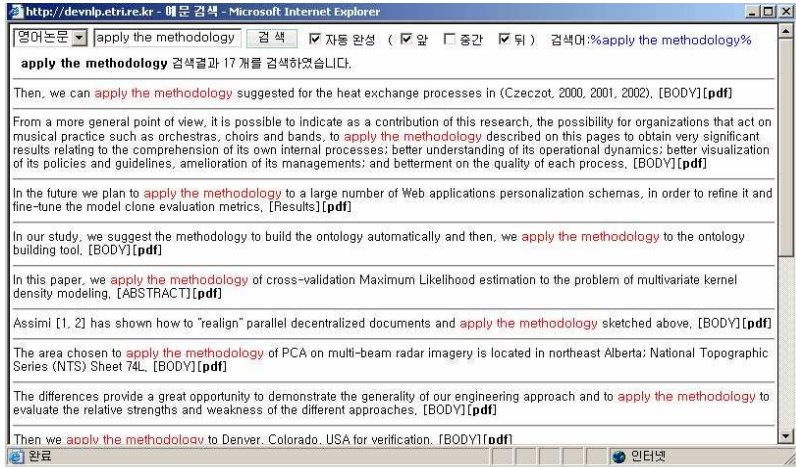 http://devnlp.etri.re.kr - 예문 검색 - Microsoft Internet Explorer
영어논문 apply the methodology 검 색 자동 완성 ( 앞 중간 뒤 ) 검색어:%apply the methodology%
apply the methodology 검색결과 17 개를 검색하였습니다.
Then, we can apply the methodology suggested for the heat exchange processes in (Czeczot, 2000, 2001, 2002). [BODY][pdf]
From a more general point of view, it is possible to indicate as a contribution of this research, the possibility for organizations that act on
musical practice such as orchestras, choirs and bands, to apply the methodology described on this pages to obtain very significant
results relating to the comprehension of its own internal processes; better understanding of its operational dynamics; better visualization
of its policies and guidelines, amelioration of its managements; and betterment on the quality of each process. [BODY][pdf]
In the future we plan to apply the methodology to a large number of Web applications personalization schemas, in order to refine it and
fine-tune the model clone evaluation metrics. [Results][pdf]
In our study, we suggest the methodology to build the ontology automatically and then, we apply the methodology to the ontology
building tool. [BODY][pdf]
In this paper, we apply the methodology of cross-validation Maximum Likelihood estimation to the problem of multivariate kernel
density modeling. [ABSTRACT][pdf]
Assimi [1, 2] has shown how to "realign" parallel decentralized documents and apply the methodology sketched above. [BODY][pdf]
The area chosen to apply the methodology of PCA on multi-beam radar imagery is located in northeast Alberta; National Topographic
Series (NTS) Sheet 74L. [BODY][pdf]
The differences provide a great opportunity to demonstrate the generality of our engineering approach and to apply the methodology to
evaluate the relative strengths and weakness of the different approaches. [BODY][pdf]
Then we apply the methodology to Denver, Colorado, USA for verification. [BODY][pdf]
완료 인터넷